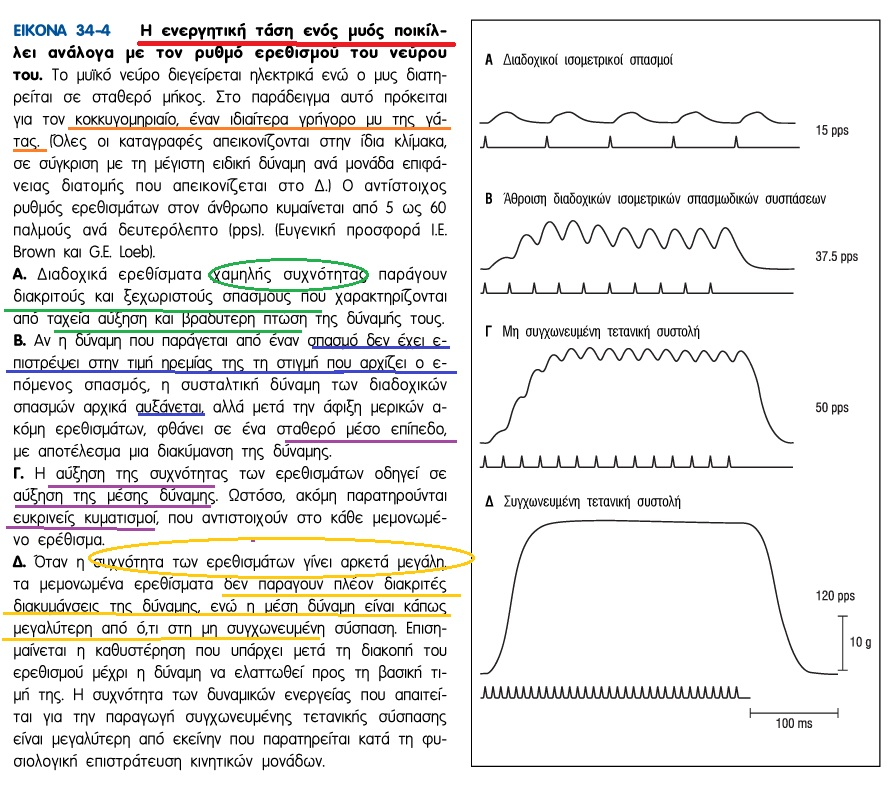 ΕΙΚΟΝΑ 34-4 Η ενεργητική τάση ενός μυός ποικίλ-
λει ανάλογα με τον ρυθμό ερεθισμού του νεύρου
του. Το μυϊκό νεύρο διεγείρεται ηλεκτρικά ενώ ο μυς διατη-
ρείται σε σταθερό μήκος. Στο παράδειγμα αυτό πρόκειται
για τον κοκκυγομηριαίο, έναν ιδιαίτερα γρήγορο μυ της γά-
τας. (Όλες οι καταγραφές απεικονίζονται στην ίδια κλίμακα,
σε σύγκριση με τη μέγιστη ειδική δύναμη ανά μονάδα επιφά-
νειας διατομής που απεικονίζεται στο Δ.) Ο αντίστοιχος
ρυθμός ερεθισμάτων στον άνθρωπο κυμαίνεται από 5 ως 60
παλμούς ανά δευτερόλεπτο (pps). (Ευγενική προσφορά I.E.
Brown και G.E. Loeb).
Α. Διαδοχικά ερεθίσματα χαμηλής συχνότητας παράγουν
διακριτούς και ξεχωριστούς σπασμούς που χαρακτηρίζονται
από ταχεία αύξηση και βραδύτερη πτώση της δύναμής τους.
Β. Αν η δύναμη που παράγεται από έναν σπασμό δεν έχει ε-
πιστρέψει στην τιμή ηρεμίας της τη στιγμή που αρχίζει ο ε-
πόμενος σπασμός, η συσταλτική δύναμη των διαδοχικών
σπασμών αρχικά αυξάνεται, αλλά μετά την άφιξη μερικών α-
κόμη ερεθισμάτων, φθάνει σε ένα σταθερό μέσο επίπεδο,
με αποτέλεσμα μια διακύμανση της δύναμης.
Γ. Η αύξηση της συχνότητας των ερεθισμάτων οδηγεί σε
αύξηση της μέσης δύναμης. Ωστόσο, ακόμη παρατηρούνται
ευκρινείς κυματισμοί, που αντιστοιχούν στο κάθε μεμονωμέ-
νο ερέθισμα.
Δ. Όταν η συχνότητα των ερεθισμάτων γίνει αρκετά μεγάλη,
τα μεμονωμένα ερεθίσματα δεν παράγουν πλέον διακριτές
διακυμάνσεις της δύναμης, ενώ η μέση δύναμη είναι κάπως
μεγαλύτερη από ό,τι στη μη συγχωνευμένη σύσπαση. Επιση-
μαίνεται η καθυστέρηση που υπάρχει μετά τη διακοπή του
ερεθισμού μέχρι η δύναμη να ελαττωθεί προς τη βασική τι-
μή της. Η συχνότητα των δυναμικών ενεργείας που απαιτεί-
ται για την παραγωγή συγχωνευμένης τετανικής σύσπασης
είναι μεγαλύτερη από εκείνην που παρατηρείται κατά τη φυ-
σιολογική επιστράτευση κινητικών μονάδων.
Α Διαδοχικοί ισομετρικοί σπασμοί
15 pps
Β Άθροιση διαδοχικών ισομετρικών σπασμωδικών συσπάσεων
37.5 pps
Γ Μη συγχωνευμένη τετανική συστολή
50 pps
Δ Συγχωνευμένη τετανική συστολή
120 pps
10 g
100 ms